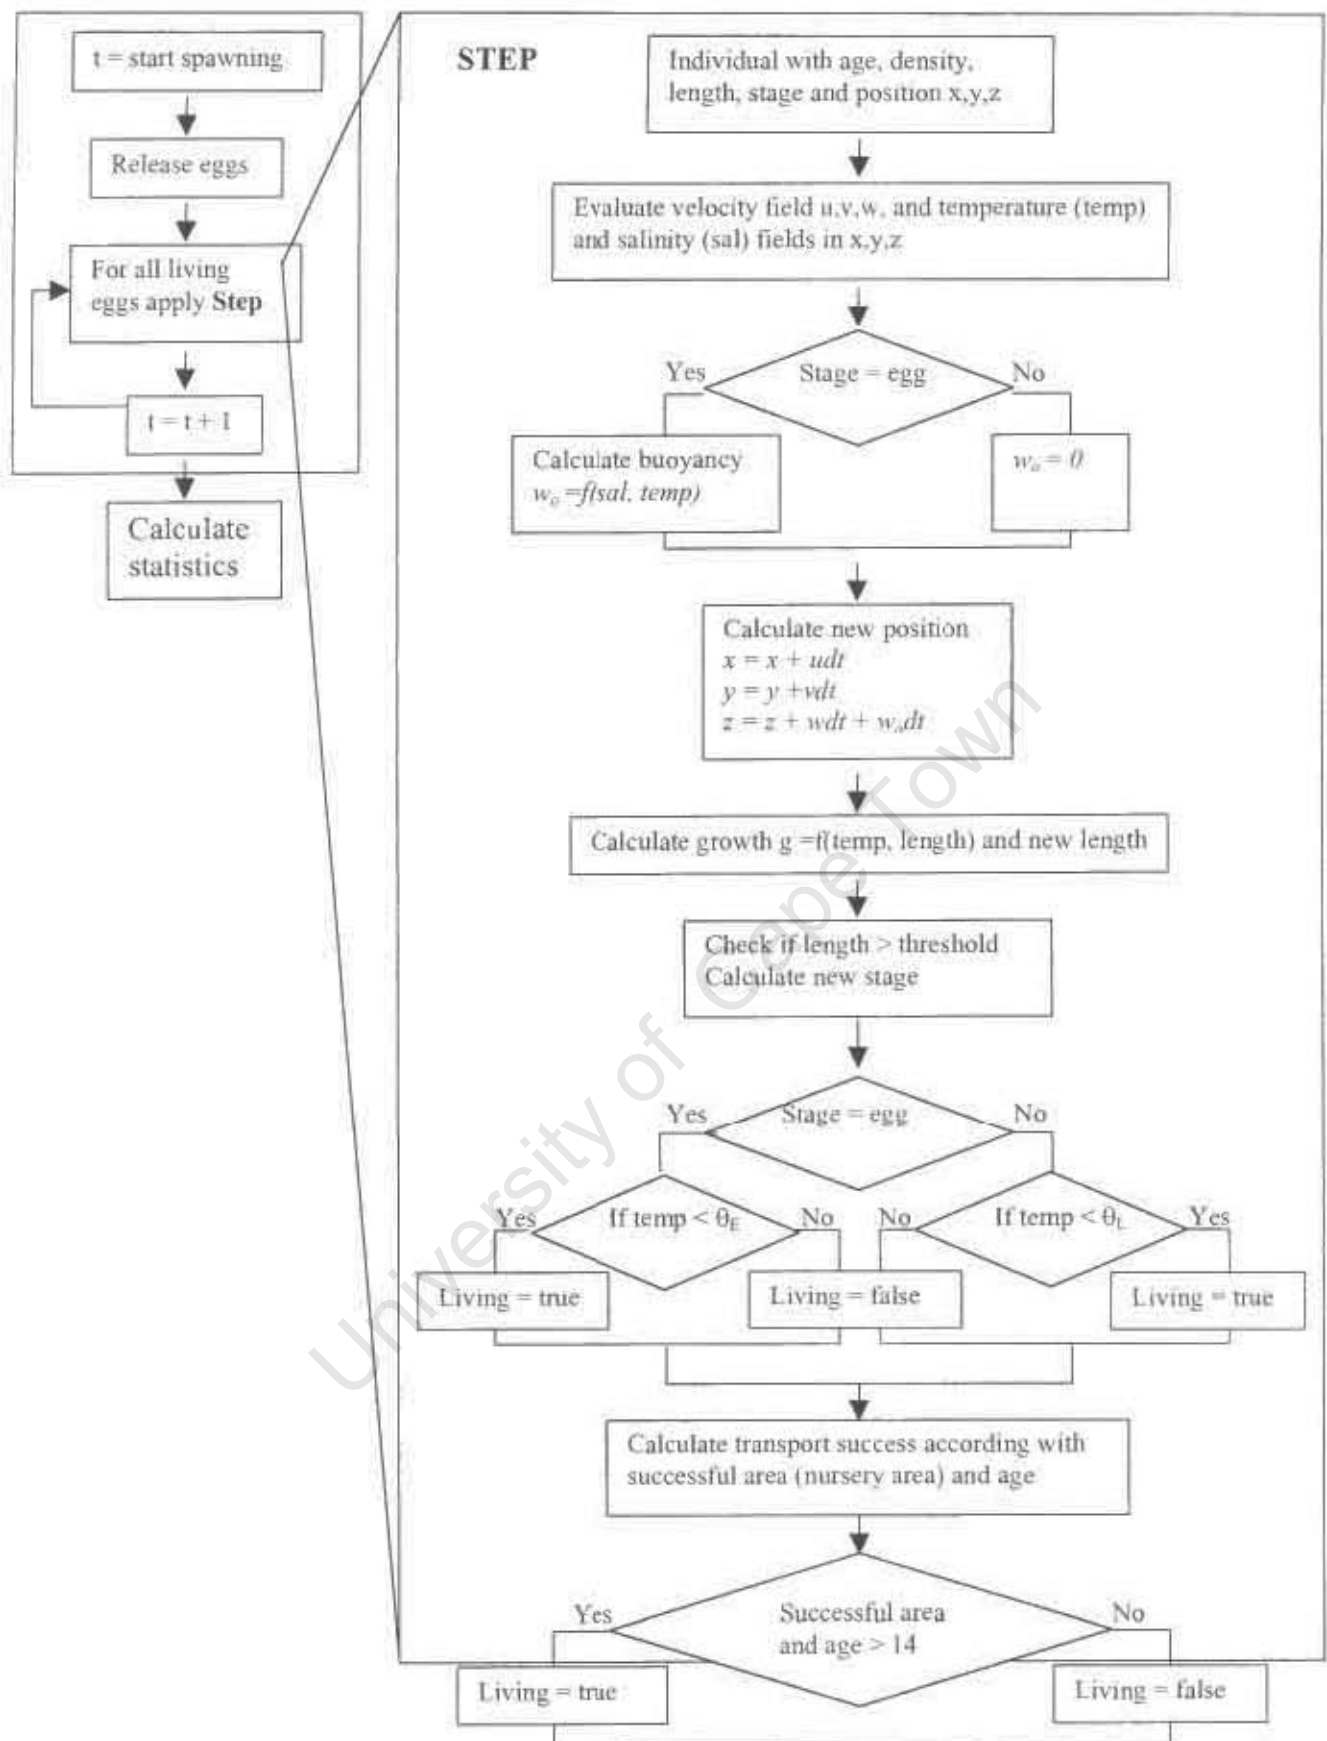 t = start spawning
Release eggs
For all living
eggs apply Step
t = t + 1
Calculate
statistics
STEP
Individual with age, density,
length, stage and position x,y,z
Evaluate velocity field u,v,w, and temperature (temp)
and salinity (sal) fields in x,y,z
Stage = egg
Yes
No
Calculate buoyancy
wₒ =f(sal, temp)
wₒ = 0
Calculate new position
x = x + udt
y = y +vdt
z = z + wdt + wₒdt
Calculate growth g =f(temp, length) and new length
Check if length > threshold
Calculate new stage
Stage = egg
Yes
No
If temp < θE
Yes
No
If temp < θL
No
Yes
Living = true
Living = false
Living = true
Calculate transport success according with
successful area (nursery area) and age
Successful area
and age > 14
Yes
No
Living = true
Living = false
University of Cape Town